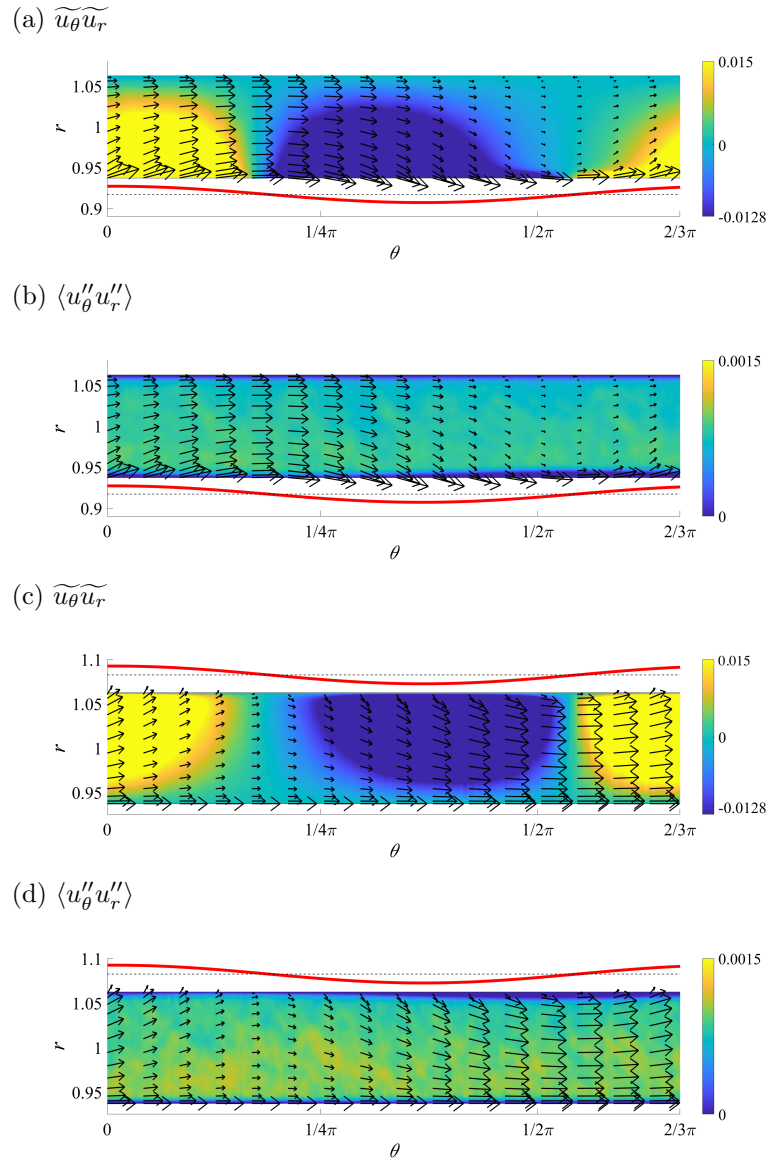 (a) $\widetilde{u_\theta}\widetilde{u_r}$
0.015
1.05
r
1
0
0.95
0.9
-0.0128
0
1/4π
1/2π
2/3π
θ
(b) ⟨u″_θ u″_r⟩
0.0015
1.05
r
1
0.95
0.9
0
0
1/4π
1/2π
2/3π
θ
(c) $\widetilde{u_\theta}\widetilde{u_r}$
1.1
0.015
1.05
r
1
0
0.95
-0.0128
0
1/4π
1/2π
2/3π
θ
(d) ⟨u″_θ u″_r⟩
1.1
0.0015
1.05
r
1
0.95
0
0
1/4π
1/2π
2/3π
θ